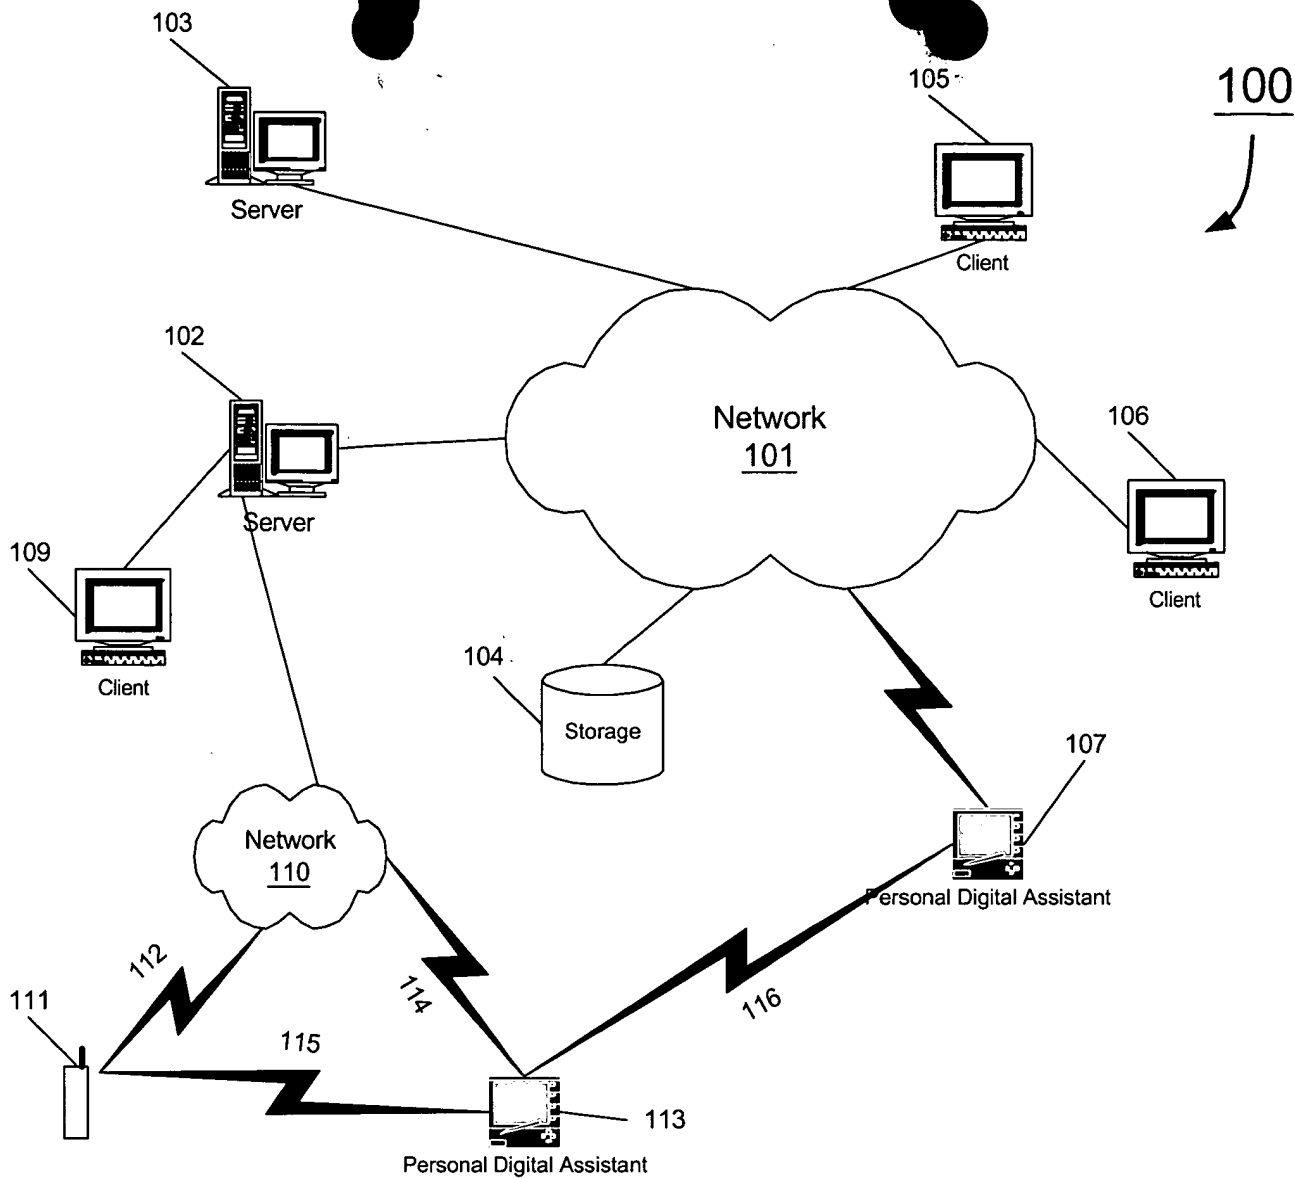 103
105
100
Server
Client
102
Network
101
106
Server
109
Client
Client
104
Storage
107
Network
110
Personal Digital Assistant
112
114
116
111
115
113
Personal Digital Assistant